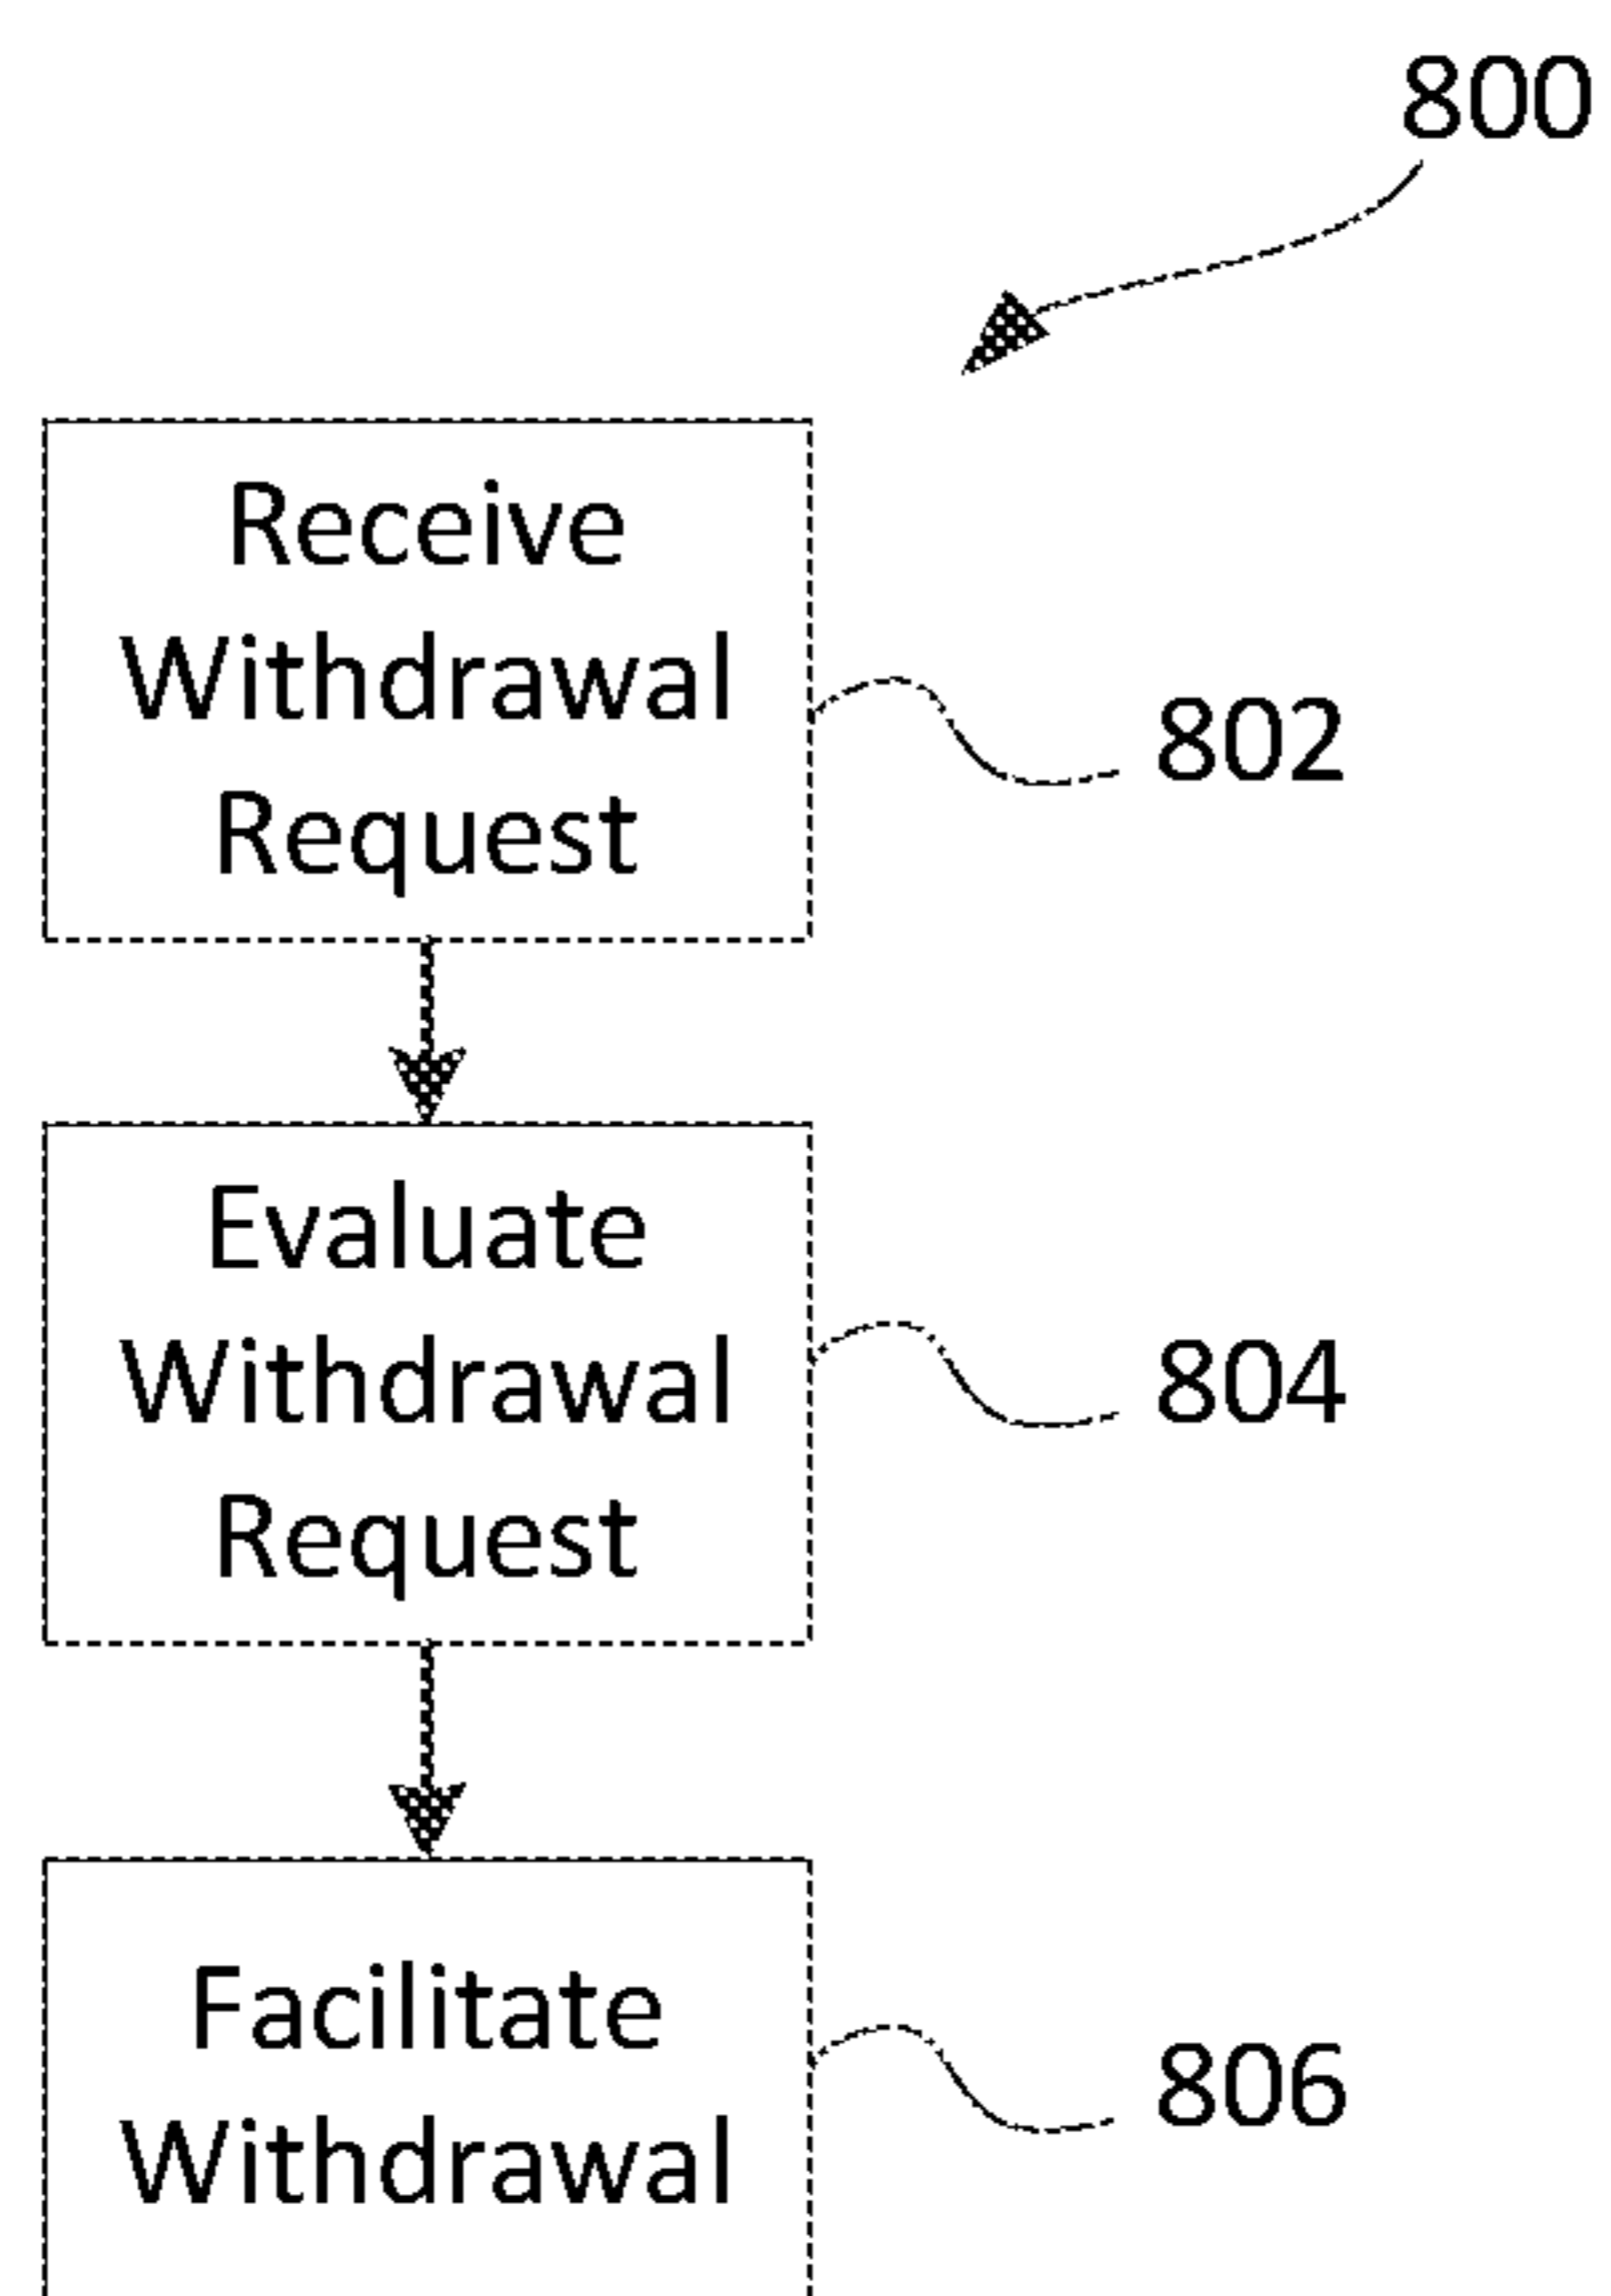 800
Receive
Withdrawal
Request
802
Evaluate
Withdrawal
Request
804
Facilitate
Withdrawal
806